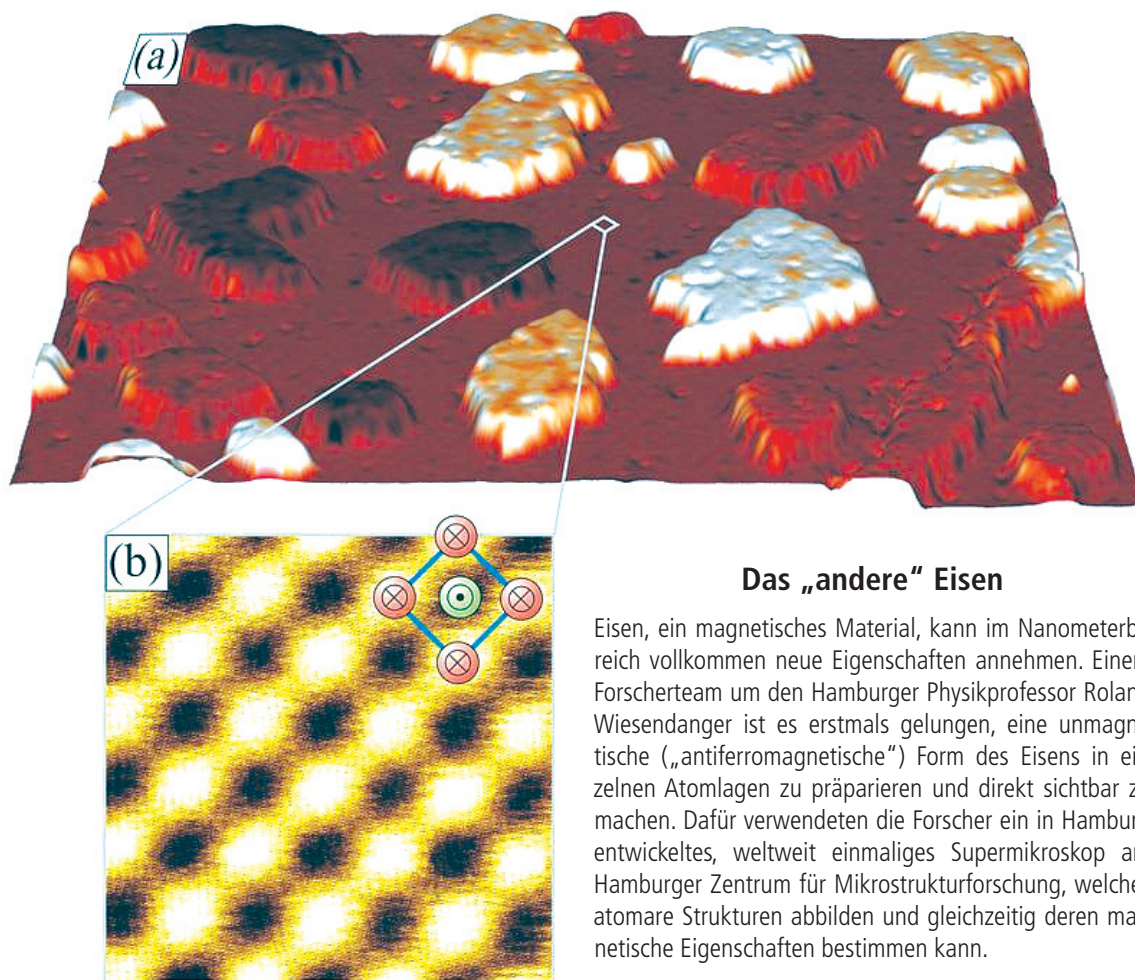 (a)
(b)
Das „andere“ Eisen
Eisen, ein magnetisches Material, kann im Nanometerb
reich vollkommen neue Eigenschaften annehmen. Einer
Forscherteam um den Hamburger Physikprofessor Rolan
Wiesendanger ist es erstmals gelungen, eine unmagn
tische („antiferromagnetische“) Form des Eisens in ei
zelnen Atomlagen zu präparieren und direkt sichtbar z
machen. Dafür verwendeten die Forscher ein in Hambur
entwickeltes, weltweit einmaliges Supermikroskop an
Hamburger Zentrum für Mikrostrukturforschung, welche
atomare Strukturen abbilden und gleichzeitig deren ma
netische Eigenschaften bestimmen kann.